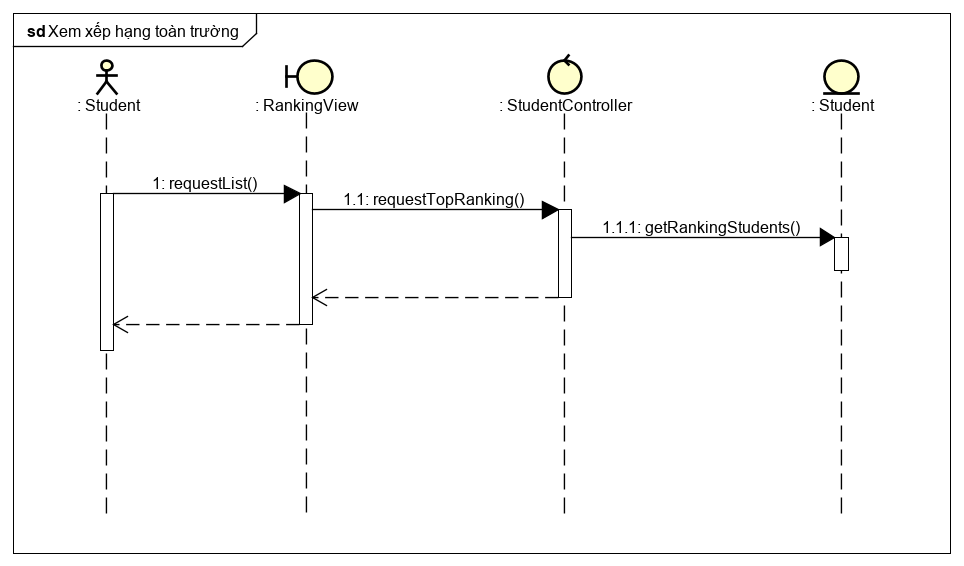 sd Xem xếp hạng toàn trường
: Student
: RankingView
: StudentController
: Student
1: requestList()
1.1: requestTopRanking()
1.1.1: getRankingStudents()